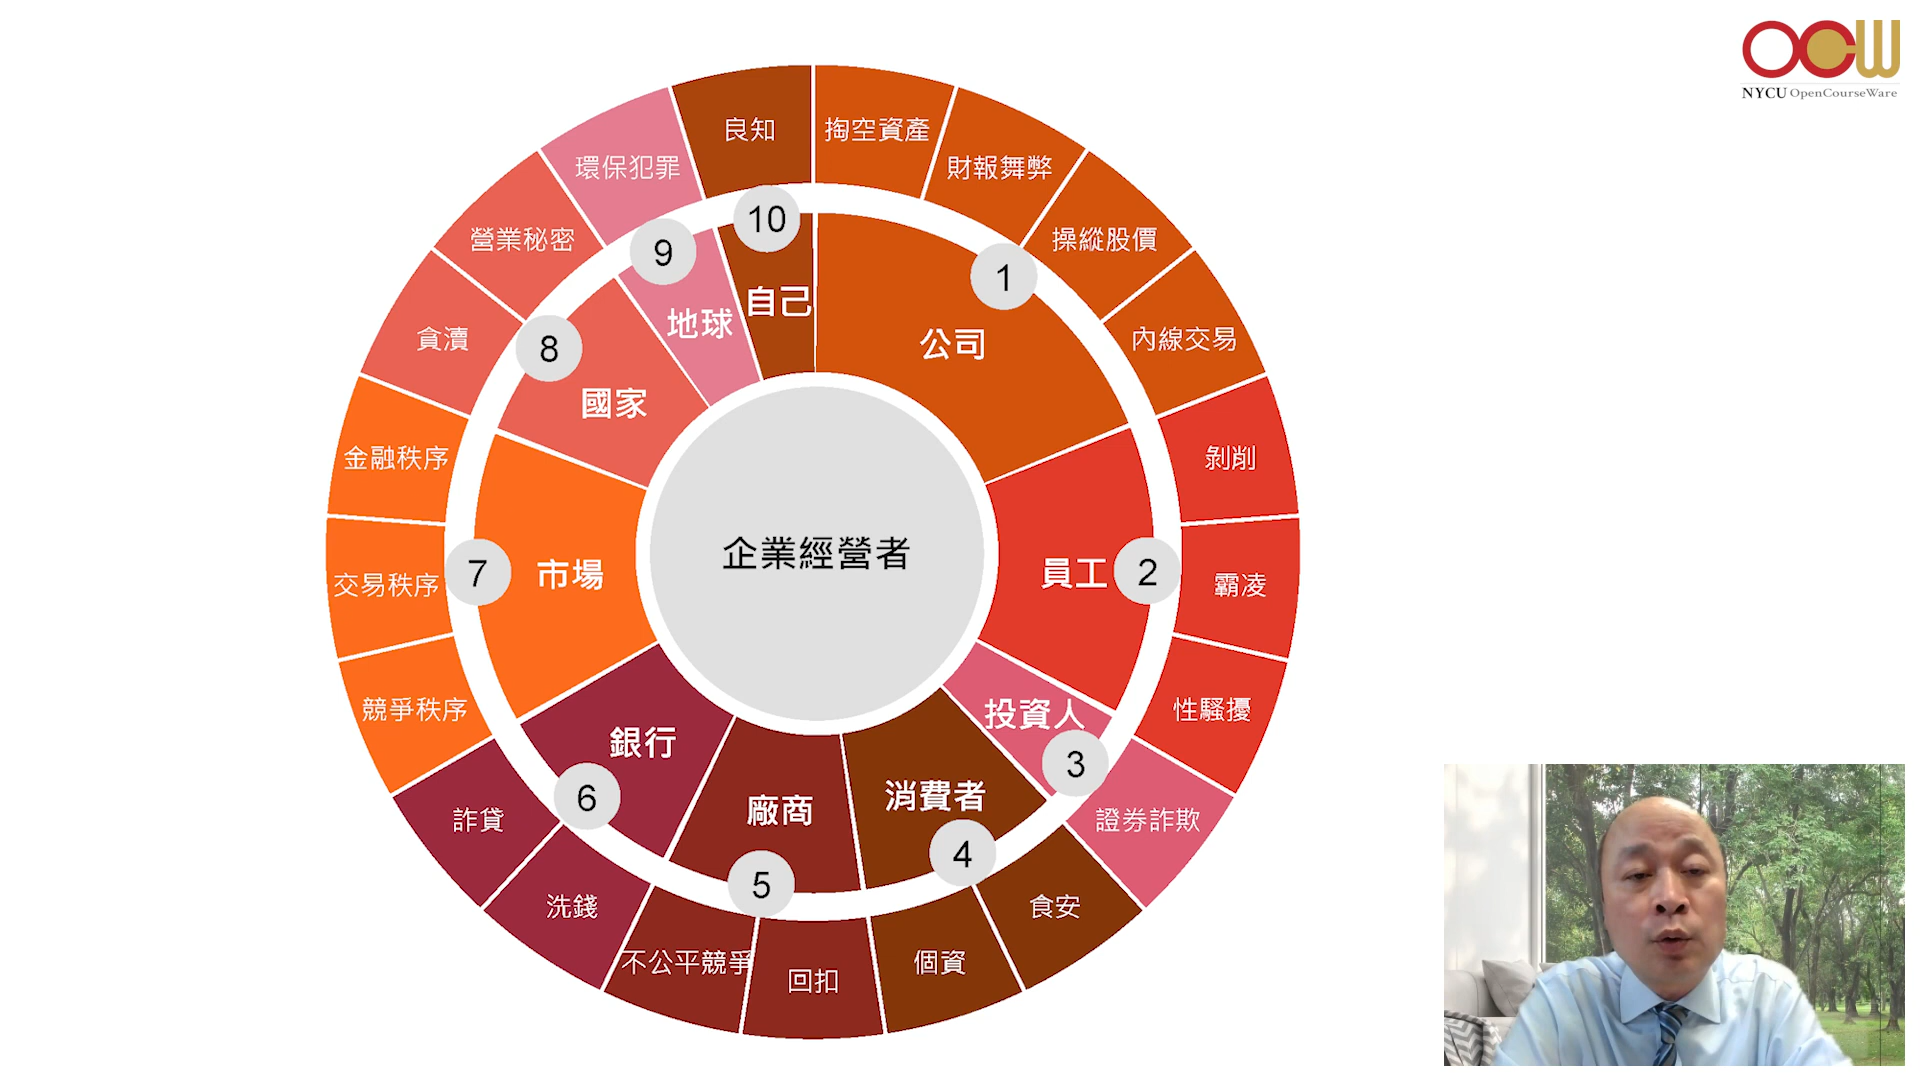 OCW
NYCU OpenCourseWare
企業經營者
1
公司
掏空資產
財報舞弊
操縱股價
內線交易
2
員工
剝削
霸凌
性騷擾
3
投資人
證券詐欺
4
消費者
食安
個資
5
廠商
回扣
不公平競爭
6
銀行
洗錢
詐貸
7
市場
競爭秩序
交易秩序
金融秩序
8
國家
貪瀆
營業秘密
9
地球
環保犯罪
10
自己
良知